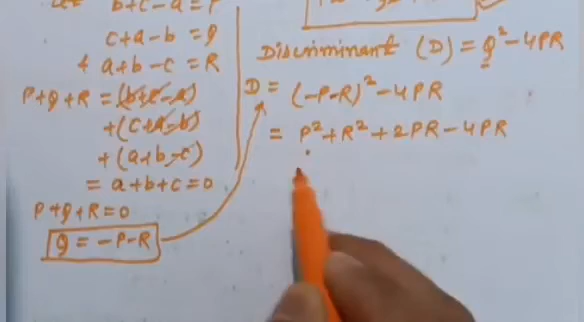 b+c-a=P
c+a-b=q
& a+b-c=R
P+q+R=(b+c-a)
+(c+a-b)
+(a+b-c)
=a+b+c=0
P+q+R=0
q=-P-R
Discriminant (D)=q²-4PR
D=(-P-R)²-4PR
=P²+R²+2PR-4PR